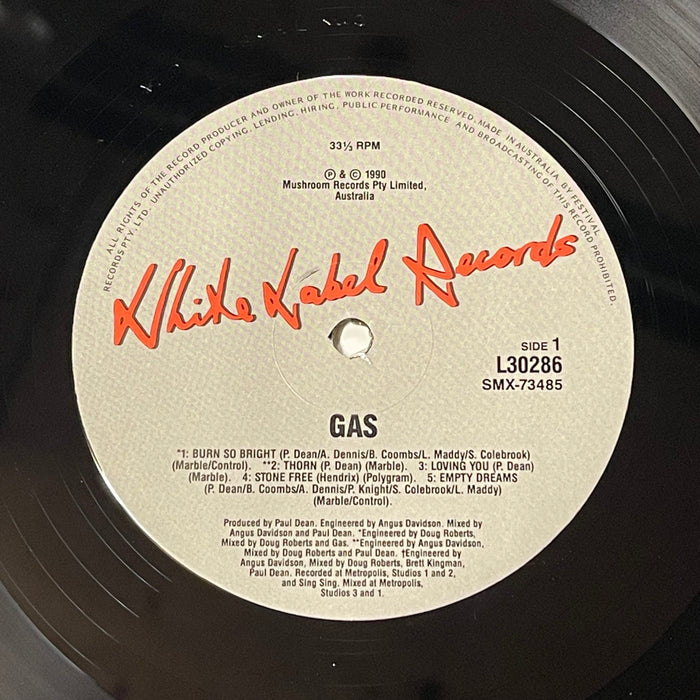 ALL RIGHTS OF THE RECORD PRODUCER AND OWNER OF THE WORK RECORDED RESERVED. MADE IN AUSTRALIA BY FESTIVAL
RECORDS PTY. LTD. UNAUTHORIZED COPYING, LENDING, HIRING, PUBLIC PERFORMANCE AND BROADCASTING OF THIS RECORD PROHIBITED.
33⅓ RPM
Ⓟ & © 1990
Mushroom Records Pty Limited,
Australia
White Label Records
SIDE 1
L30286
SMX-73485
GAS
*1: BURN SO BRIGHT (P. Dean/A. Dennis/B. Coombs/L. Maddy/S. Colebrook)
(Marble/Control). **2: THORN (P. Dean) (Marble). 3: LOVING YOU (P. Dean)
(Marble). 4: STONE FREE (Hendrix) (Polygram). 5: EMPTY DREAMS
(P. Dean/B. Coombs/A. Dennis/P. Knight/S. Colebrook/L. Maddy)
(Marble/Control).
Produced by Paul Dean. Engineered by Angus Davidson. Mixed by
Angus Davidson and Paul Dean. *Engineered by Doug Roberts,
Mixed by Doug Roberts and Gas. **Engineered by Angus Davidson,
Mixed by Doug Roberts and Paul Dean. †Engineered by
Angus Davidson, Mixed by Doug Roberts, Brett Kingman,
Paul Dean. Recorded at Metropolis, Studios 1 and 2,
and Sing Sing. Mixed at Metropolis,
Studios 3 and 1.